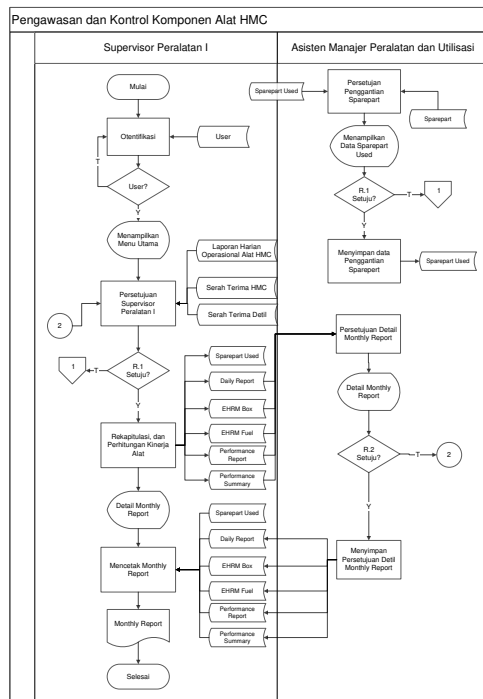 Pengawasan dan Kontrol Komponen Alat HMC
Supervisor Peralatan I
Asisten Manajer Peralatan dan Utilisasi
Mulai
Otentifikasi
User
T
User?
Y
Menampilkan
Menu Utama
Laporan Harian
Operasional Alat HMC
Serah Terima HMC
Serah Terima Detil
Persetujuan
Supervisor
Peralatan I
2
1
T
R.1
Setuju?
Y
Rekapitulasi, dan
Perhitungan Kinerja
Alat
Sparepart Used
Daily Report
EHRM Box
EHRM Fuel
Performance
Report
Performance
Summary
Detail Monthly
Report
Mencetak Monthly
Report
Sparepart Used
Daily Report
EHRM Box
EHRM Fuel
Performance
Report
Performance
Summary
Monthly Report
Selesai
Sparepart Used
Persetujan
Penggantian
Sparepart
Sparepart
Menampilkan
Data Sparepart
Used
R.1
Setuju?
T
1
Y
Menyimpan data
Penggantian
Sparepert
Sparepart Used
Persetuan Detail
Monthly Report
Detail Monthly
Report
R.2
Setuju?
T
2
Y
Menyimpan
Persetujuan Detil
Monthly Report